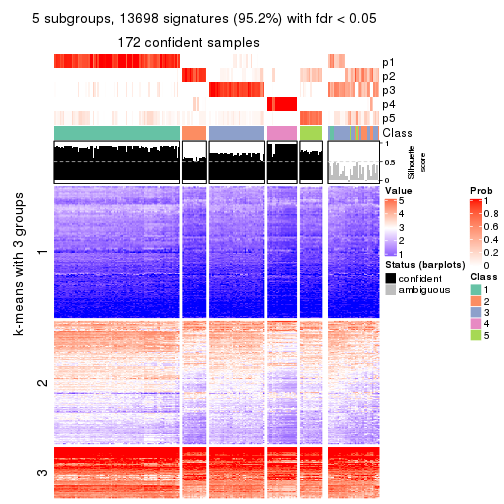 5 subgroups, 13698 signatures (95.2%) with fdr < 0.05
172 confident samples
p1
p2
p3
p4
p5
Class
1
0.5
0
Silhouette
score
k-means with 3 groups
1
2
3
Value
5
4
3
2
1
Status (barplots)
confident
ambiguous
Prob
1
0.8
0.6
0.4
0.2
0
Class
1
2
3
4
5